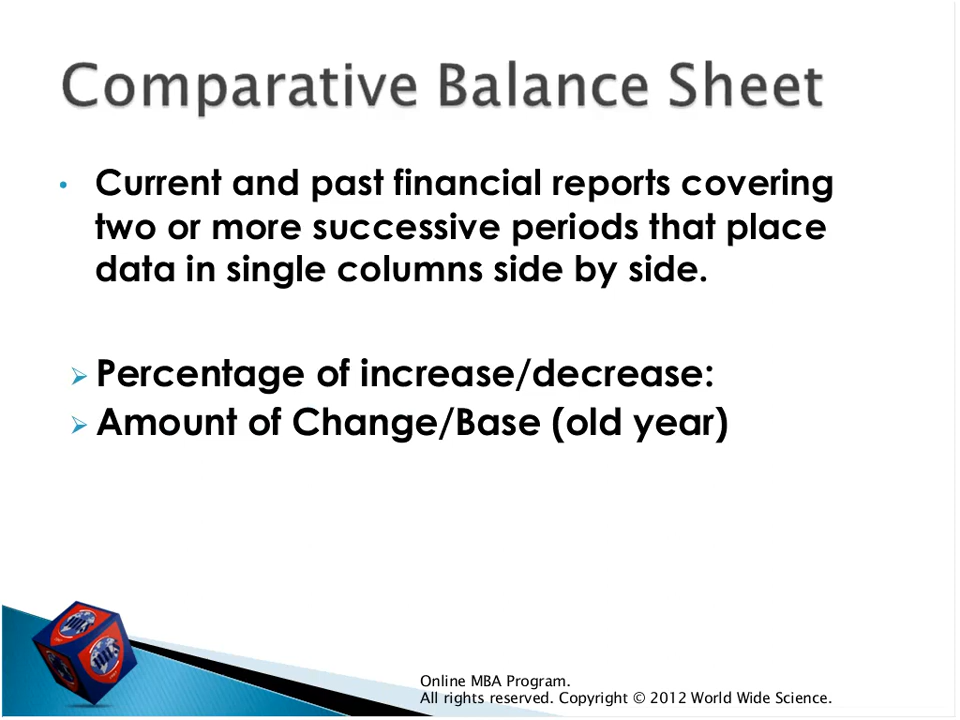 Comparative Balance Sheet
• Current and past financial reports covering
two or more successive periods that place
data in single columns side by side.
➢ Percentage of increase/decrease:
➢ Amount of Change/Base (old year)
Online MBA Program.
All rights reserved. Copyright © 2012 World Wide Science.